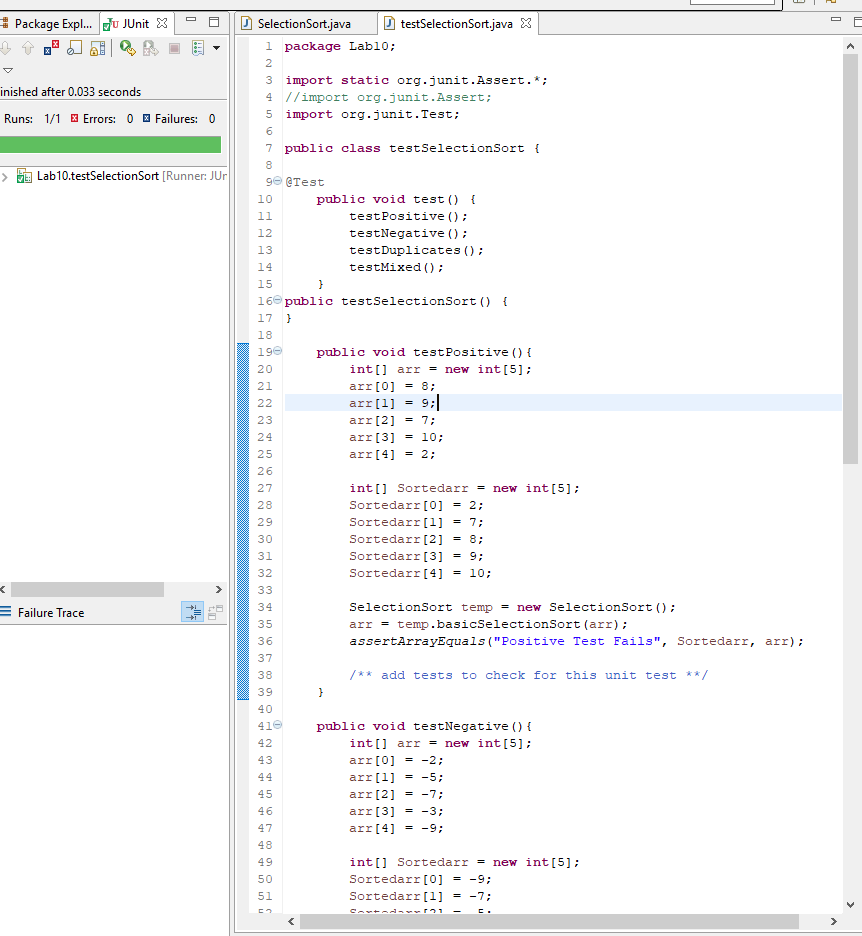 Package Expl...
JUnit
inished after 0.033 seconds
Runs: 1/1
Errors: 0
Failures: 0
Lab10.testSelectionSort [Runner: JUr
Failure Trace
SelectionSort.java
testSelectionSort.java
1 package Lab10;
2
3 import static org.junit.Assert.*;
4 //import org.junit.Assert;
5 import org.junit.Test;
6
7 public class testSelectionSort {
8
9 @Test
10 public void test() {
11 testPositive();
12 testNegative();
13 testDuplicates();
14 testMixed();
15 }
16 public testSelectionSort() {
17 }
18
19 public void testPositive(){
20 int[] arr = new int[5];
21 arr[0] = 8;
22 arr[1] = 9;
23 arr[2] = 7;
24 arr[3] = 10;
25 arr[4] = 2;
26
27 int[] Sortedarr = new int[5];
28 Sortedarr[0] = 2;
29 Sortedarr[1] = 7;
30 Sortedarr[2] = 8;
31 Sortedarr[3] = 9;
32 Sortedarr[4] = 10;
33
34 SelectionSort temp = new SelectionSort();
35 arr = temp.basicSelectionSort(arr);
36 assertArrayEquals("Positive Test Fails", Sortedarr, arr);
37
38 /** add tests to check for this unit test **/
39 }
40
41 public void testNegative(){
42 int[] arr = new int[5];
43 arr[0] = -2;
44 arr[1] = -5;
45 arr[2] = -7;
46 arr[3] = -3;
47 arr[4] = -9;
48
49 int[] Sortedarr = new int[5];
50 Sortedarr[0] = -9;
51 Sortedarr[1] = -7;
52 Sortedarr[2] = -5;